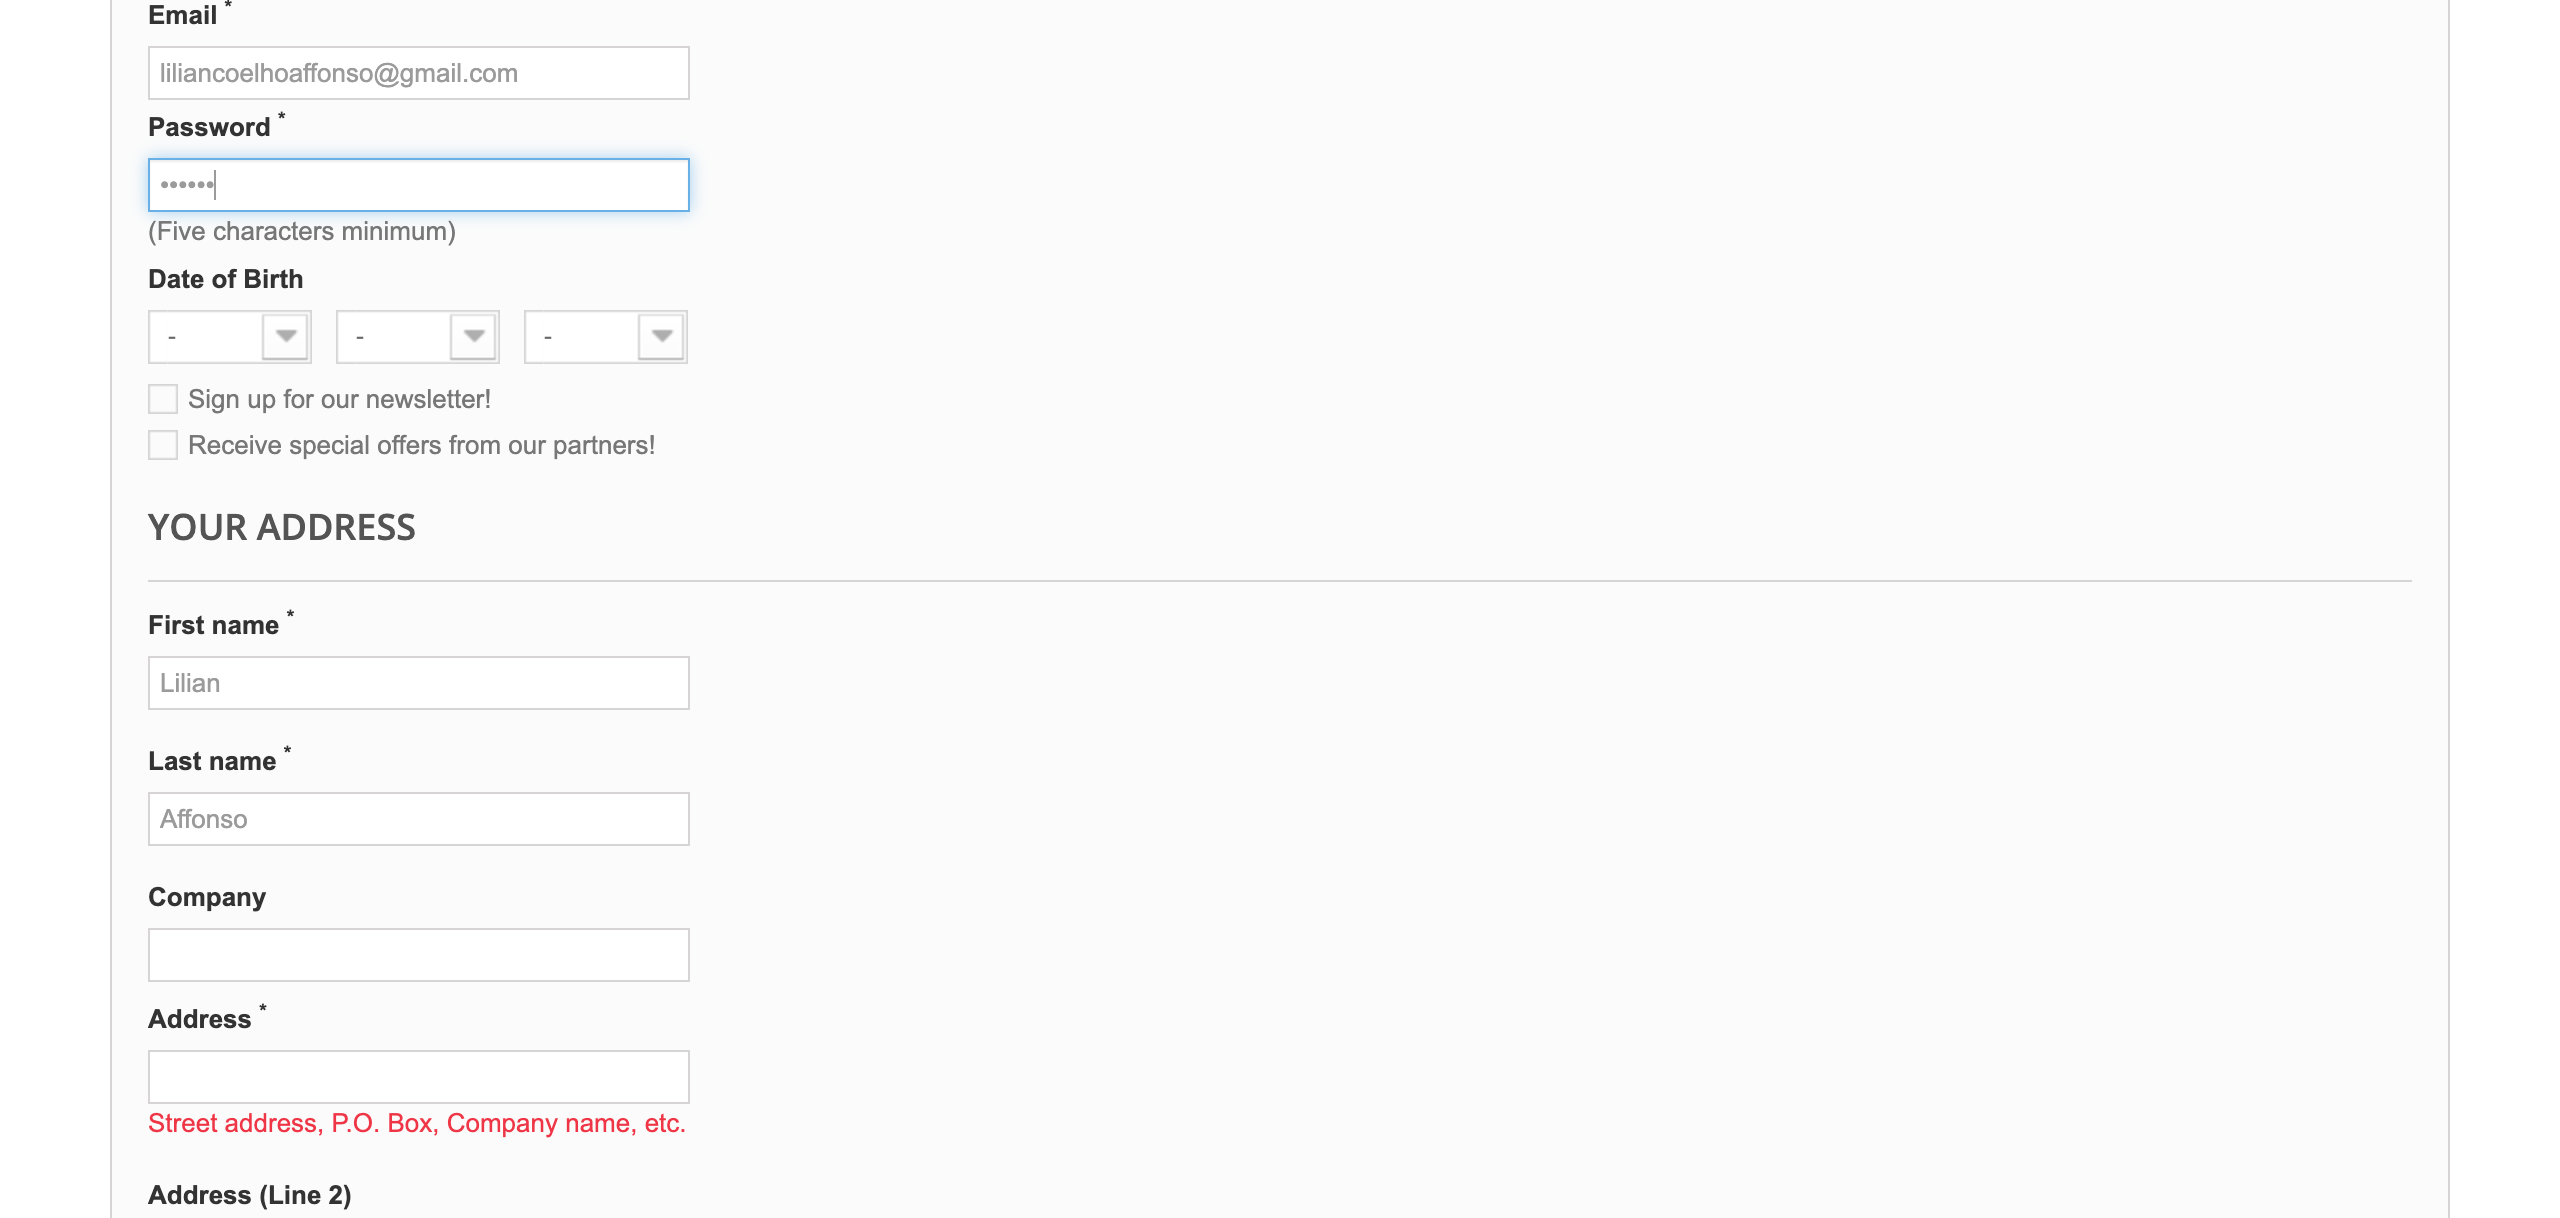 Email *
liliancoelhoaffonso@gmail.com
Password *
••••••
(Five characters minimum)
Date of Birth
- - -
Sign up for our newsletter!
Receive special offers from our partners!
YOUR ADDRESS
First name *
Lilian
Last name *
Affonso
Company
Address *
Street address, P.O. Box, Company name, etc.
Address (Line 2)